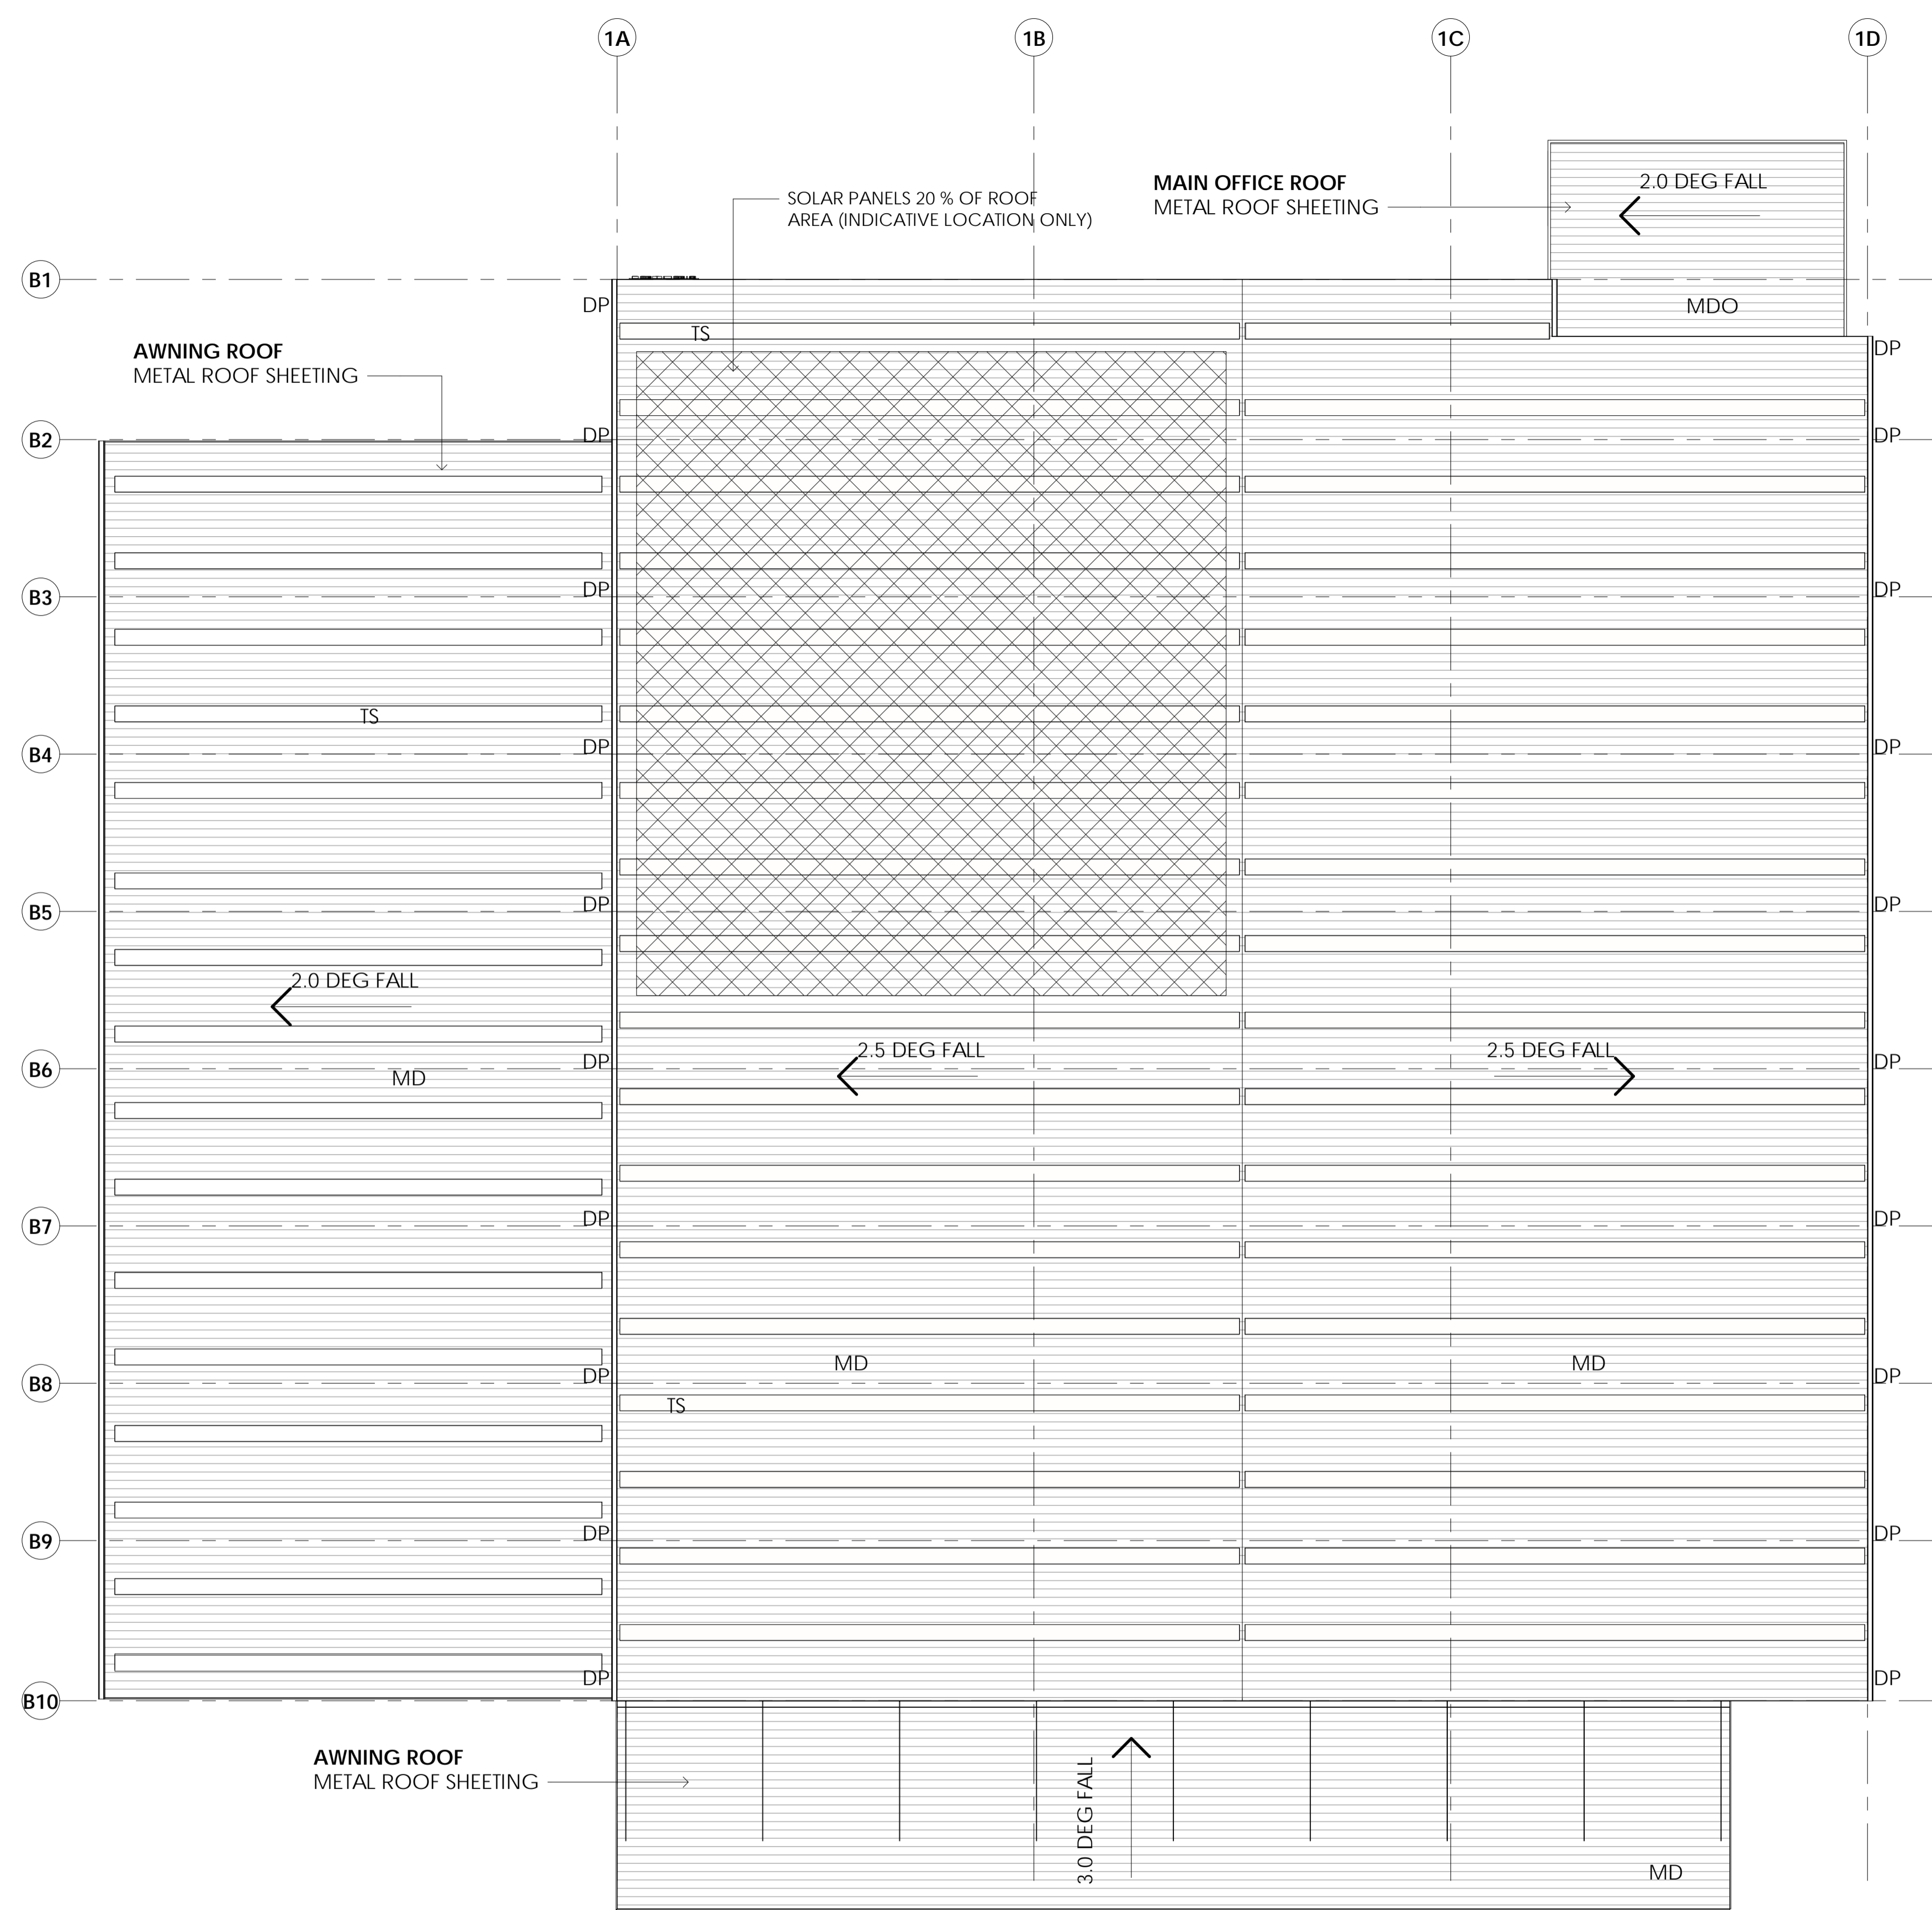 1A
1B
1C
1D
MAIN OFFICE ROOF
METAL ROOF SHEETING
2.0 DEG FALL
SOLAR PANELS 20 % OF ROOF
AREA (INDICATIVE LOCATION ONLY)
B1
DP
MDO
TS
DP
AWNING ROOF
METAL ROOF SHEETING
B2
DP
DP
B3
DP
DP
TS
B4
DP
DP
B5
DP
DP
2.0 DEG FALL
2.5 DEG FALL
2.5 DEG FALL
B6
DP
DP
MD
B7
DP
DP
MD
MD
B8
DP
DP
TS
B9
DP
DP
DP
DP
B10
AWNING ROOF
METAL ROOF SHEETING
3.0 DEG FALL
MD